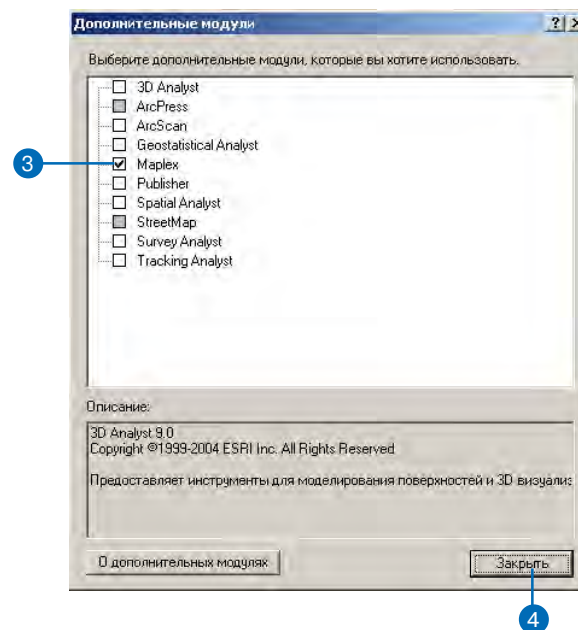 Дополнительные модули
Выберите дополнительные модули, которые вы хотите использовать.
3D Analyst
ArcPress
ArcScan
Geostatistical Analyst
3
Maplex
Publisher
Spatial Analyst
StreetMap
Survey Analyst
Tracking Analyst
Описание:
3D Analyst 9.0
Copyright ©1999-2004 ESRI Inc. All Rights Reserved
Предоставляет инструменты для моделирования поверхностей и 3D визуализ
О дополнительных модулях
Закрыть
4